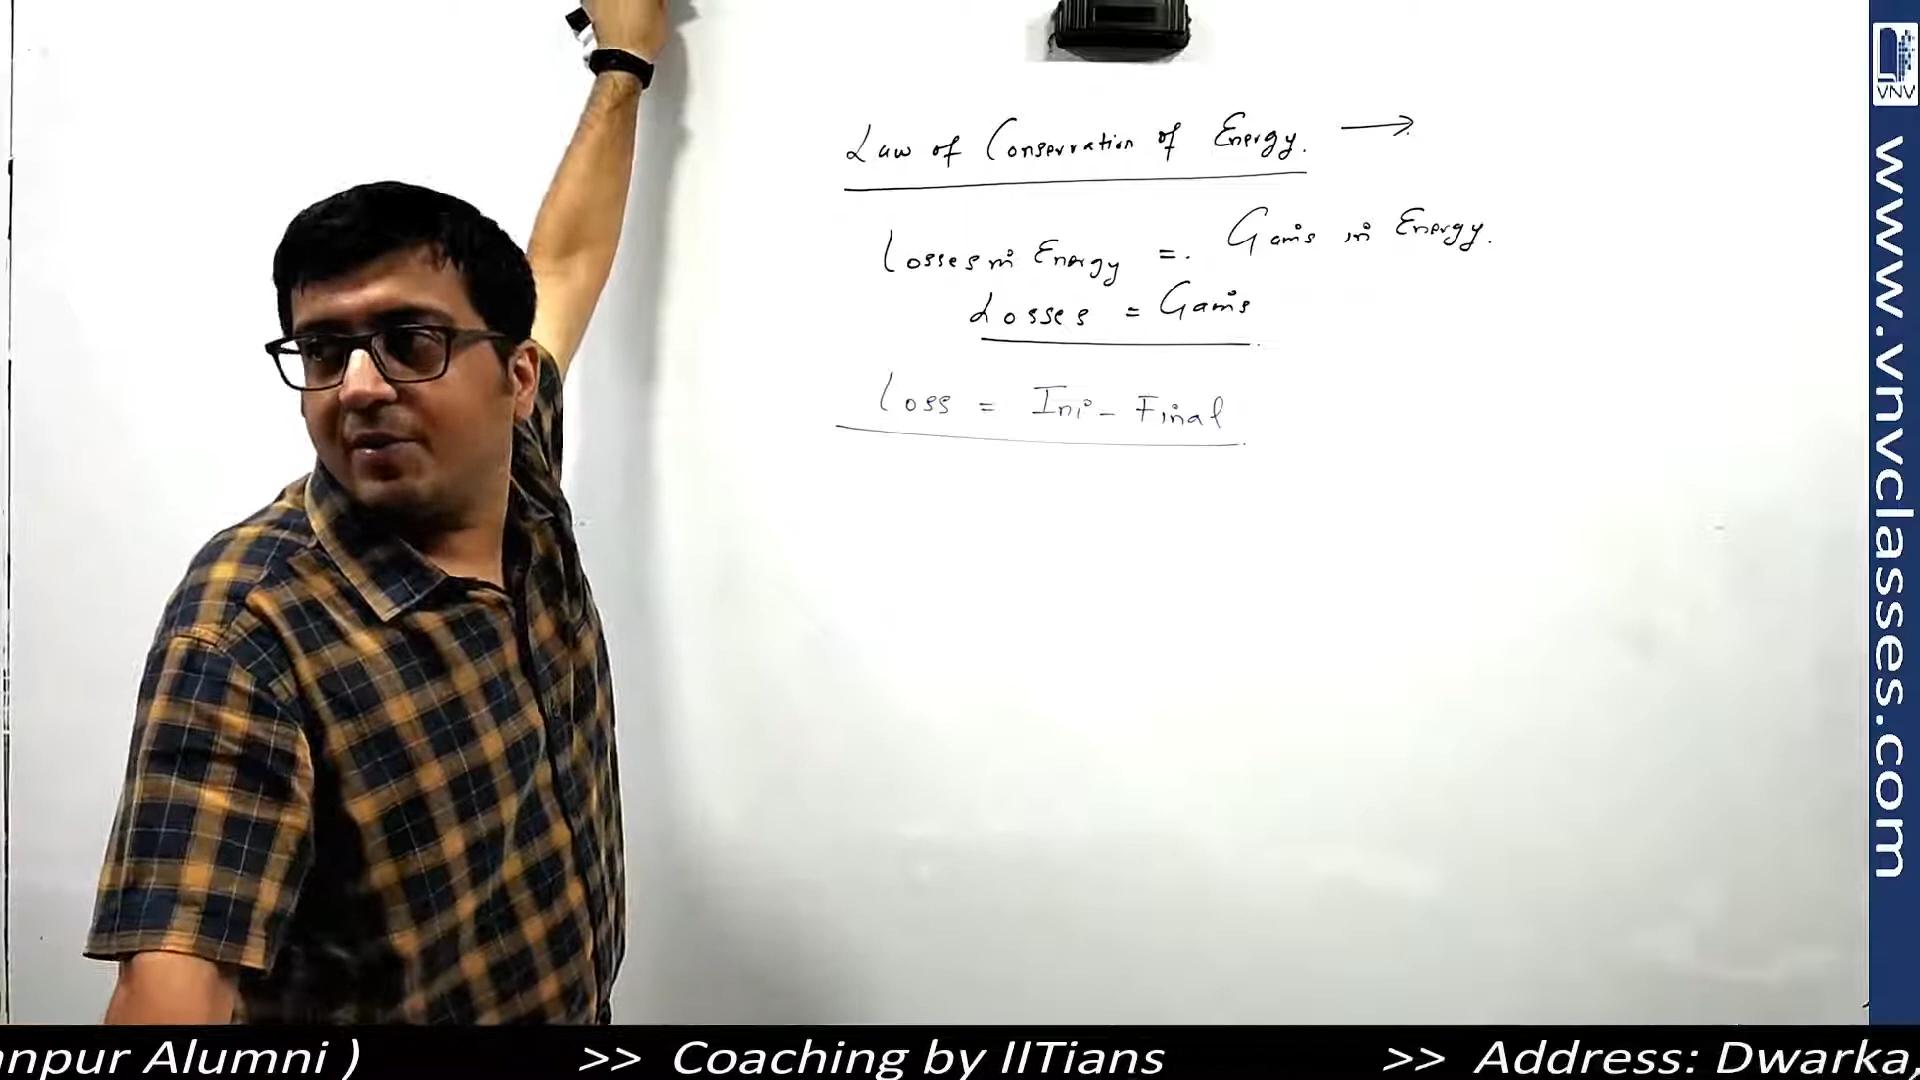 Law of Conservation of Energy. →
Losses in Energy = . Gains in Energy.
Losses = Gains
Loss = Ini - Final
VNV
www.vnvclasses.com
anpur Alumni ) >> Coaching by IITians >> Address: Dwarka,